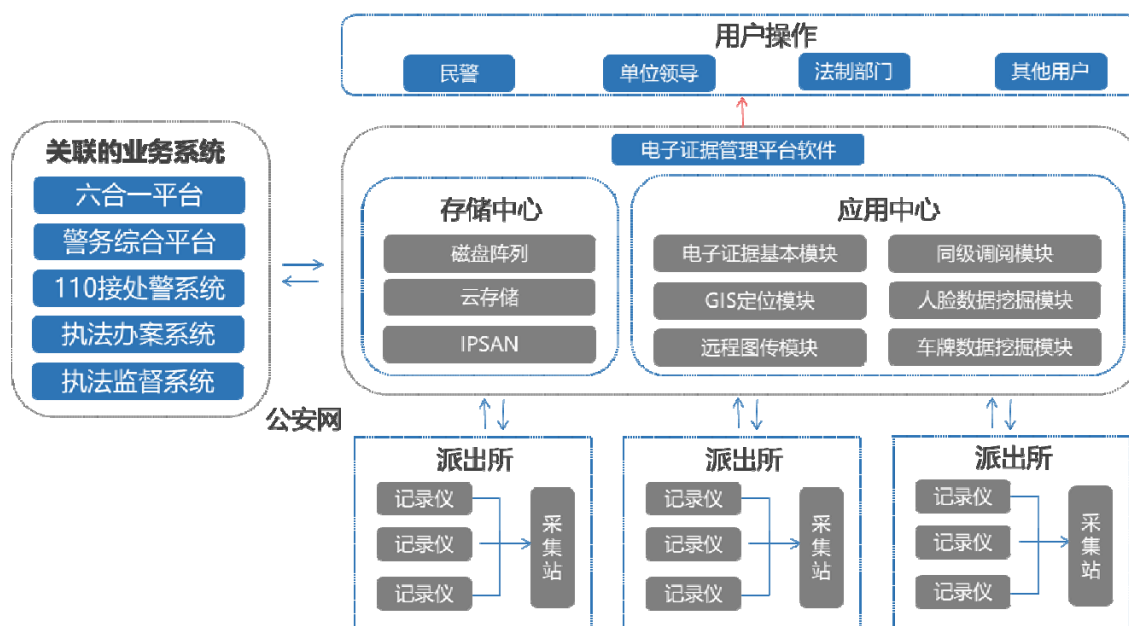 用户操作
民警
单位领导
法制部门
其他用户
关联的业务系统
六合一平台
警务综合平台
110接处警系统
执法办案系统
执法监督系统
电子证据管理平台软件
存储中心
磁盘阵列
云存储
IPSAN
应用中心
电子证据基本模块
同级调阅模块
GIS定位模块
人脸数据挖掘模块
远程图传模块
车牌数据挖掘模块
公安网
派出所
记录仪
记录仪
记录仪
采集站
派出所
记录仪
记录仪
记录仪
采集站
派出所
记录仪
记录仪
记录仪
采集站